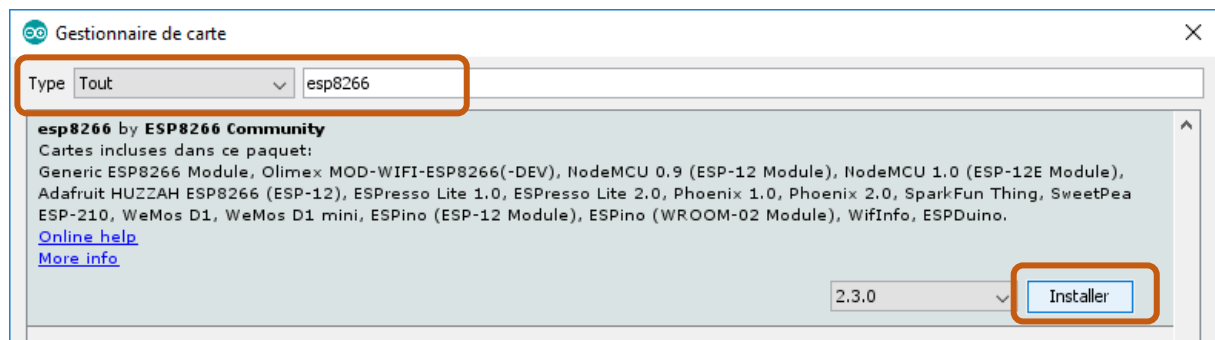 Gestionnaire de carte
Type Tout esp8266
esp8266 by ESP8266 Community
Cartes incluses dans ce paquet:
Generic ESP8266 Module, Olimex MOD-WIFI-ESP8266(-DEV), NodeMCU 0.9 (ESP-12 Module), NodeMCU 1.0 (ESP-12E Module),
Adafruit HUZZAH ESP8266 (ESP-12), ESPresso Lite 1.0, ESPresso Lite 2.0, Phoenix 1.0, Phoenix 2.0, SparkFun Thing, SweetPea
ESP-210, WeMos D1, WeMos D1 mini, ESPino (ESP-12 Module), ESPino (WROOM-02 Module), WifInfo, ESPDuino.
Online help
More info
2.3.0 Installer